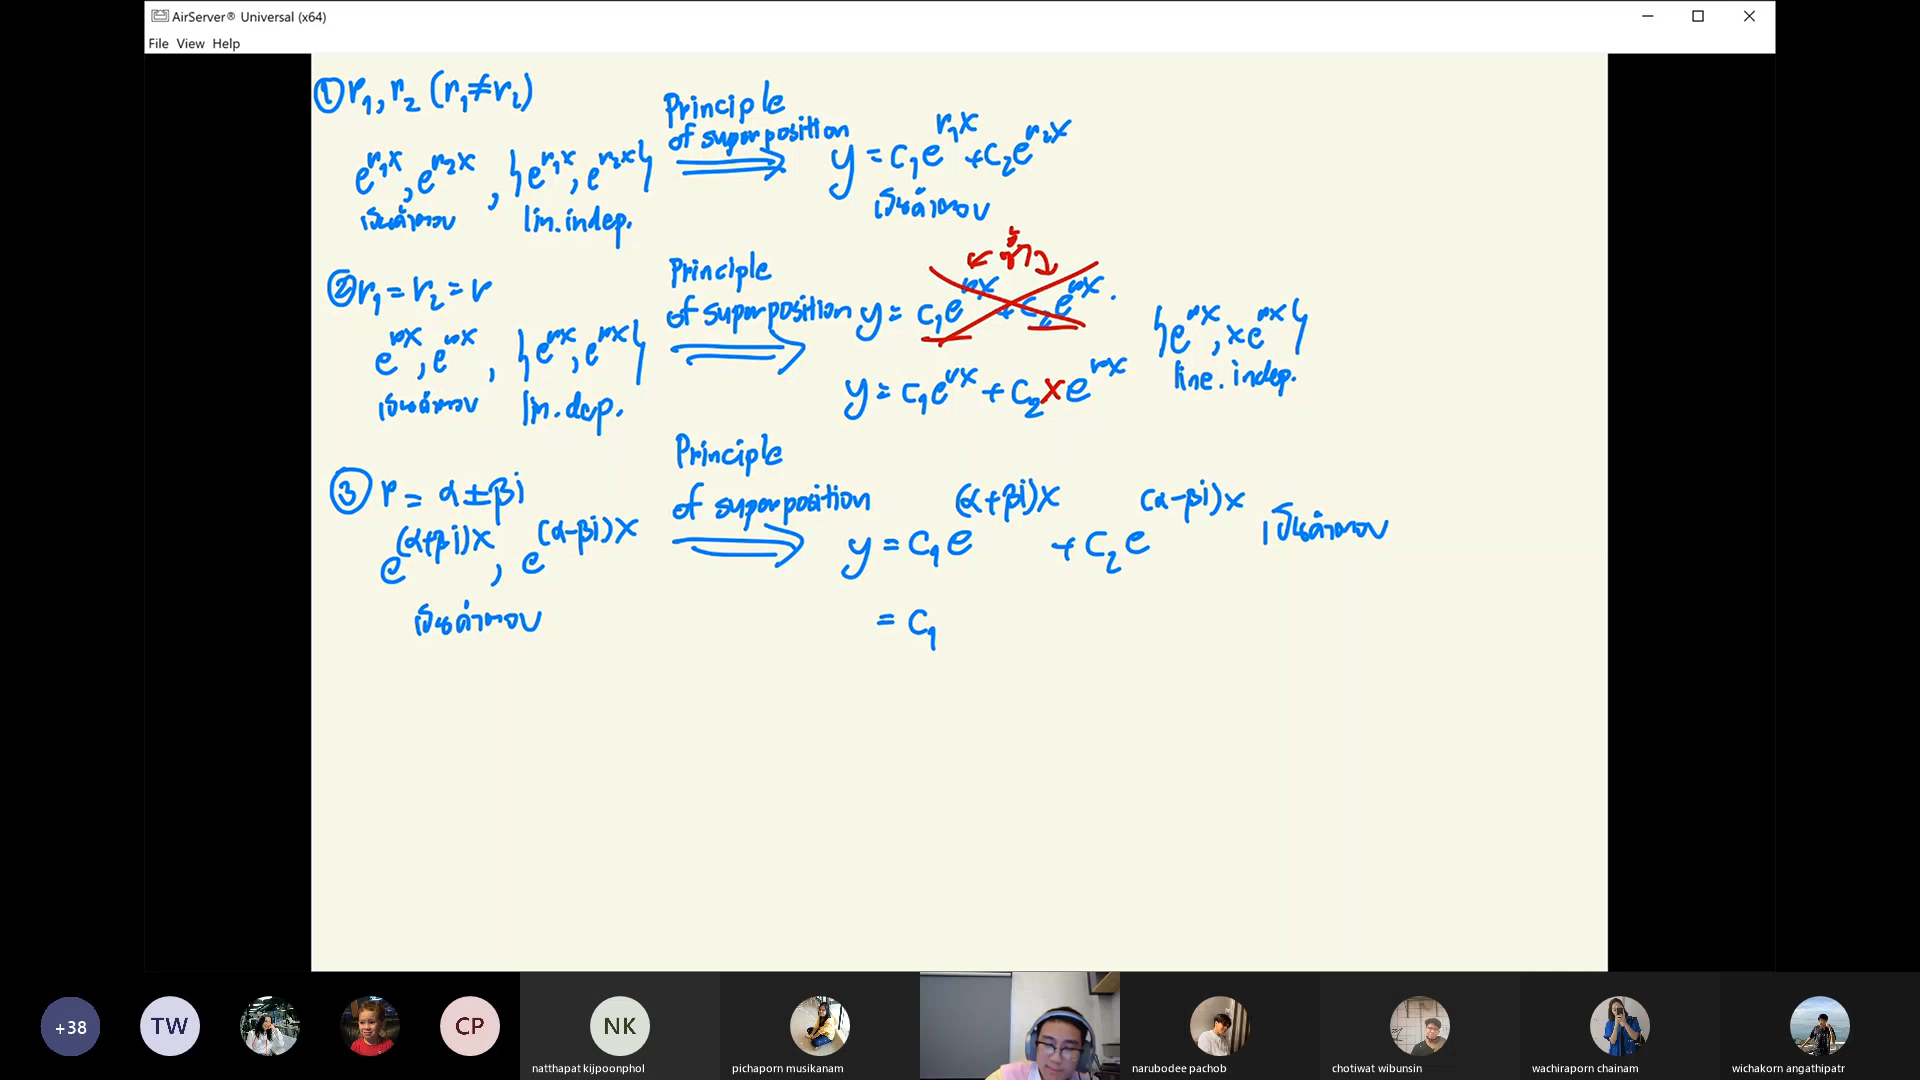 AirServer® Universal (x64)
File View Help
① r₁, r₂ (r₁ ≠ r₂)
e^{r₁x}, e^{r₂x}, {e^{r₁x}, e^{r₂x}}
เป็นคำตอบ lin. indep.
Principle
of superposition
y = c₁e^{r₁x} + c₂e^{r₂x}
เป็นคำตอบ
② r₁ = r₂ = r
e^{rx}, e^{rx}, {e^{rx}, e^{rx}}
เป็นคำตอบ lin. dep.
Principle
of superposition
ซ้ำ
y = c₁e^{rx} + c₂e^{rx}.
y = c₁e^{rx} + c₂xe^{rx}
{e^{rx}, xe^{rx}}
line. indep.
③ r = α ± βi
e^{(α+βi)x}, e^{(α-βi)x}
เป็นคำตอบ
Principle
of superposition
y = c₁e^{(α+βi)x} + c₂e^{(α-βi)x} เป็นคำตอบ
= c₁
+38
TW
CP
NK
natthapat kijpoonphol
pichaporn musikanam
narubodee pachob
chotiwat wibunsin
wachiraporn chainam
wichakorn angathipatr